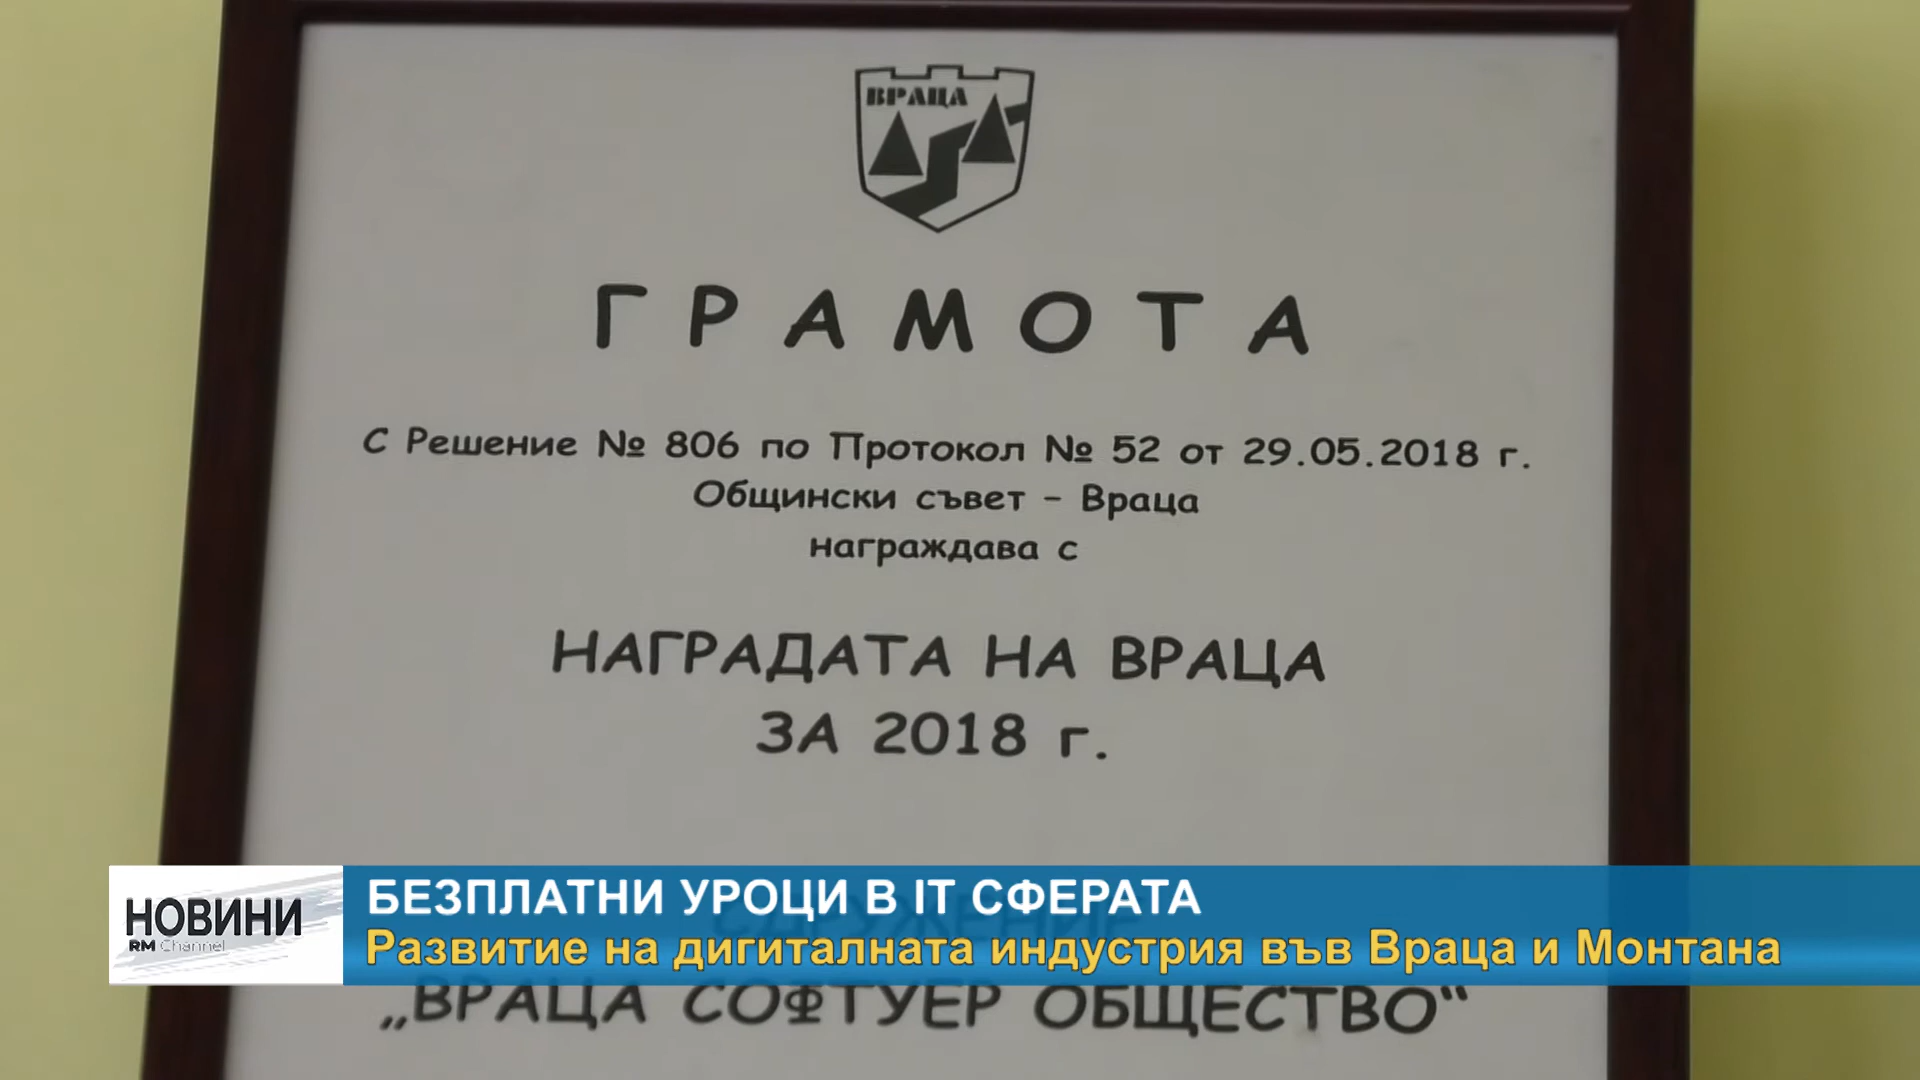 ВРАЦА
ГРАМОТА
С Решение № 806 по Протокол № 52 от 29.05.2018 г.
Общински съвет – Враца
награждава с
НАГРАДАТА НА ВРАЦА
ЗА 2018 г.
НОВИНИ
RM Channel
БЕЗПЛАТНИ УРОЦИ В IT СФЕРАТА
Развитие на дигиталната индустрия във Враца и Монтана
„ВРАЦА СОФТУЕР ОБЩЕСТВО“